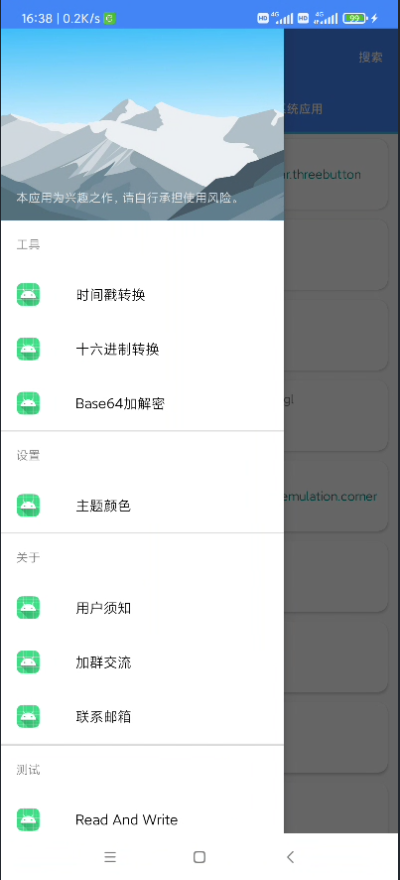 16:38 | 0.2K/s
HD 4G HD 4G 99
搜索
系统应用
本应用为兴趣之作, 请自行承担使用风险。
r.threebutton
工具
时间戳转换
十六进制转换
gl
Base64加解密
设置
emulation.corner
主题颜色
关于
用户须知
加群交流
联系邮箱
测试
Read And Write